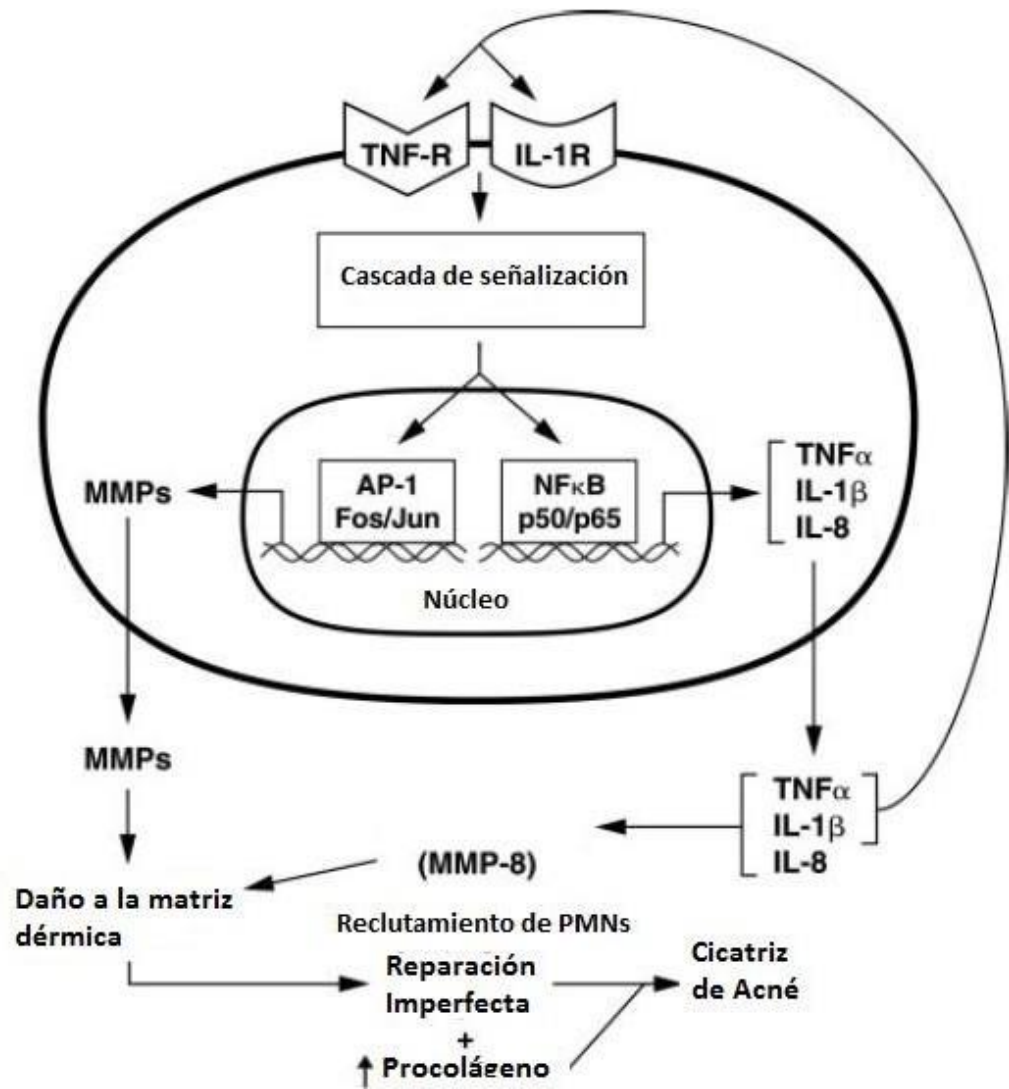 TNF-R
IL-1R
Cascada de señalización
AP-1
Fos/Jun
NFκB
p50/p65
MMPs
TNFα
IL-1β
IL-8
Núcleo
MMPs
TNFα
IL-1β
IL-8
(MMP-8)
Daño a la matriz
dérmica
Reclutamiento de PMNs
Reparación
Imperfecta
+
↑ Procolágeno
Cicatriz
de Acné